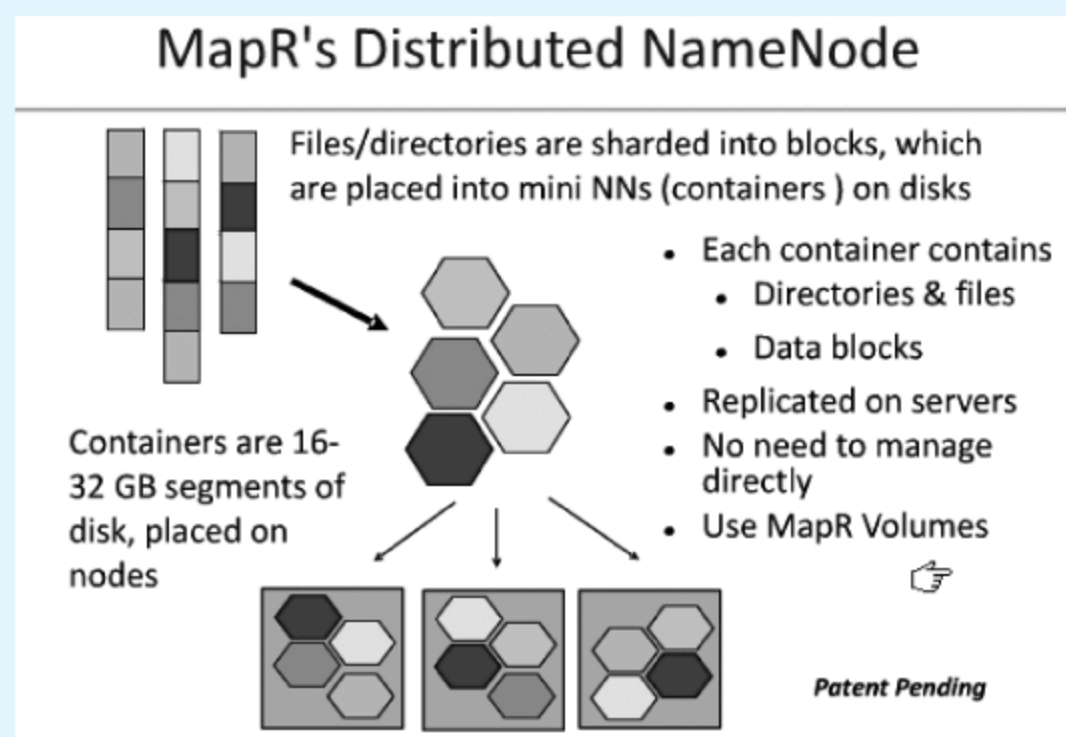 MapR's Distributed NameNode
Files/directories are sharded into blocks, which
are placed into mini NNs (containers ) on disks
• Each container contains
• Directories & files
• Data blocks
• Replicated on servers
• No need to manage
directly
• Use MapR Volumes
Containers are 16-
32 GB segments of
disk, placed on
nodes
Patent Pending